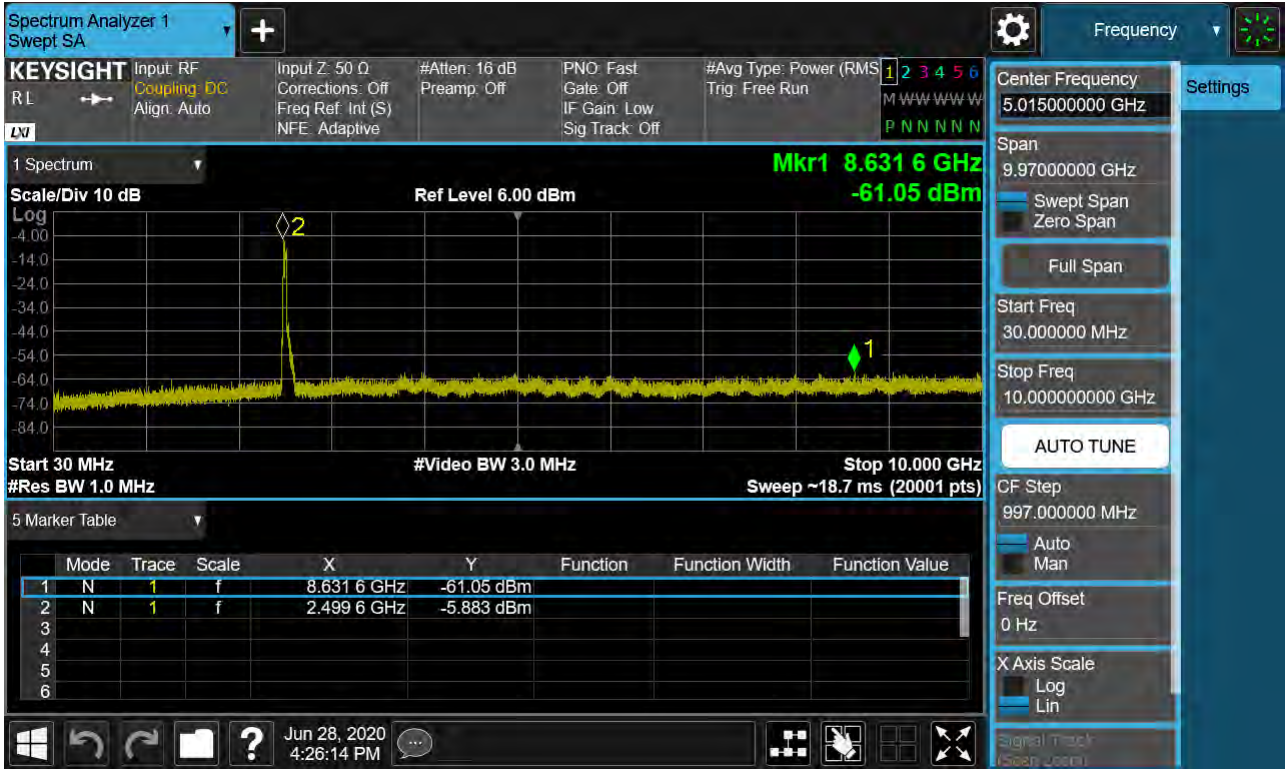 Spectrum Analyzer 1
Swept SA
+
Frequency
KEYSIGHT
RL
LXI
Input: RF
Coupling: DC
Align: Auto
Input Z: 50 Ω
Corrections: Off
Freq Ref: Int (S)
NFE: Adaptive
#Atten: 16 dB
Preamp: Off
PNO: Fast
Gate: Off
IF Gain: Low
Sig Track: Off
#Avg Type: Power (RMS
Trig: Free Run
1 2 3 4 5 6
M W W W W W
P N N N N N
1 Spectrum
Mkr1 8.631 6 GHz
Scale/Div 10 dB
Ref Level 6.00 dBm
-61.05 dBm
Log
-4.00
-14.0
-24.0
-34.0
-44.0
-54.0
-64.0
-74.0
-84.0
2
1
Start 30 MHz
#Video BW 3.0 MHz
Stop 10.000 GHz
#Res BW 1.0 MHz
Sweep ~18.7 ms (20001 pts)
5 Marker Table
Mode Trace Scale X Y Function Function Width Function Value
1 N 1 f 8.631 6 GHz -61.05 dBm
2 N 1 f 2.499 6 GHz -5.883 dBm
3
4
5
6
?
Jun 28, 2020
4:26:14 PM
Center Frequency
5.015000000 GHz
Settings
Span
9.97000000 GHz
Swept Span
Zero Span
Full Span
Start Freq
30.000000 MHz
Stop Freq
10.000000000 GHz
AUTO TUNE
CF Step
997.000000 MHz
Auto
Man
Freq Offset
0 Hz
X Axis Scale
Log
Lin
Signal Track
(Span Zoom)